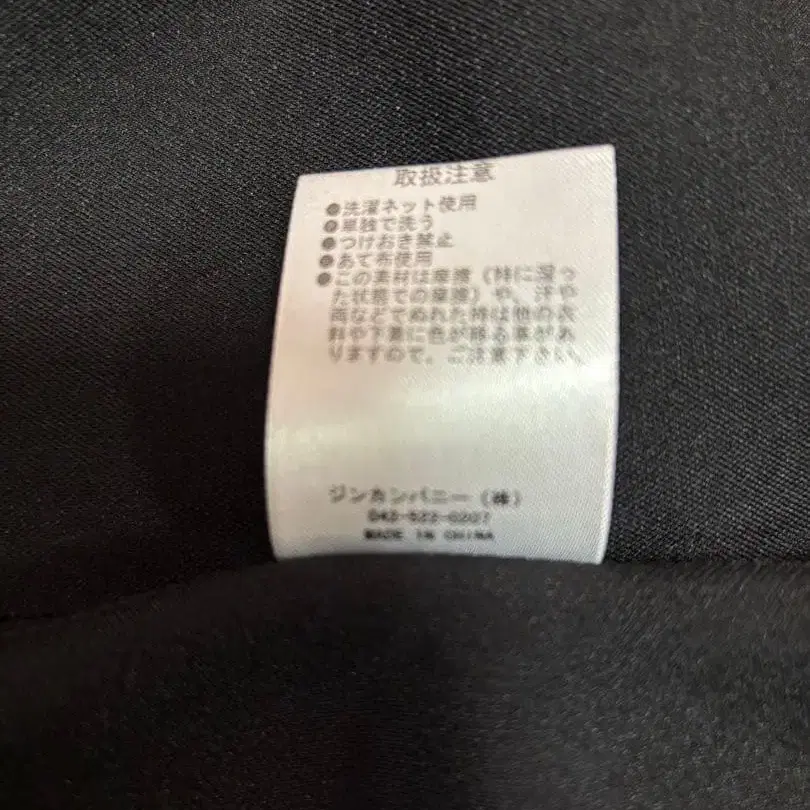 取扱注意
●洗濯ネット使用
●単独で洗う
●つけおき禁止
●あて布使用
●この素材は摩擦（特に湿っ
た状態での摩擦）や、汗や
雨などでぬれた時は他の衣
料や下着に色が移る事があ
りますので、ご注意下さい。
ジンカンパニー（株）
042-522-0207
MADE IN CHINA